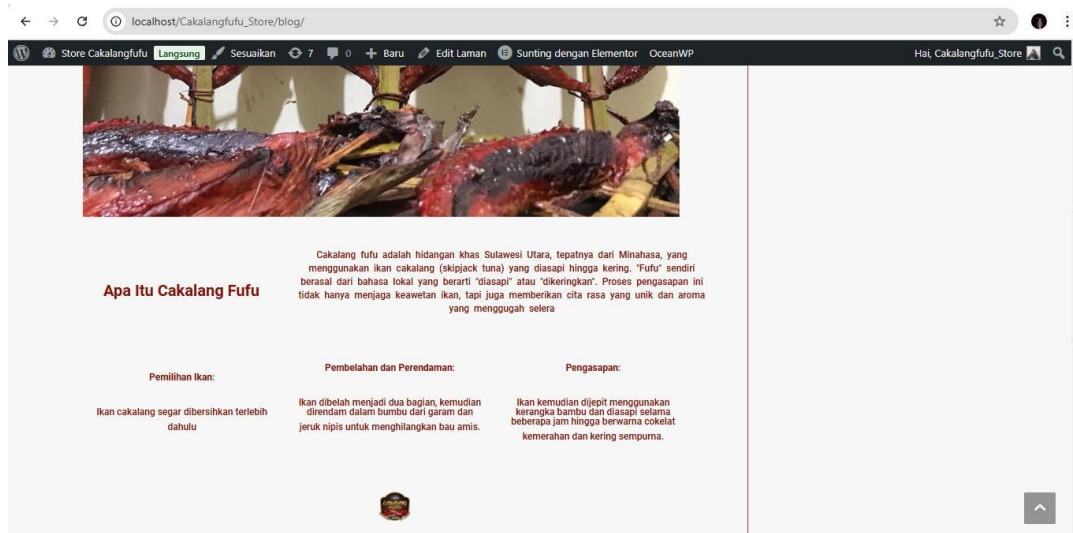 localhost/Cakalangfufu_Store/blog/
Store Cakalangfufu Langsung Sesuaikan 7 0 + Baru Edit Laman Sunting dengan Elementor OceanWP Hai, Cakalangfufu_Store
Apa Itu Cakalang Fufu
Cakalang fufu adalah hidangan khas Sulawesi Utara, tepatnya dari Minahasa, yang
menggunakan ikan cakalang (skipjack tuna) yang diasapi hingga kering. "Fufu" sendiri
berasal dari bahasa lokal yang berarti "diasapi" atau "dikeringkan". Proses pengasapan ini
tidak hanya menjaga keawetan ikan, tapi juga memberikan cita rasa yang unik dan aroma
yang menggugah selera
Pemilihan Ikan:
Ikan cakalang segar dibersihkan terlebih
dahulu
Pembelahan dan Perendaman:
Ikan dibelah menjadi dua bagian, kemudian
direndam dalam bumbu dari garam dan
jeruk nipis untuk menghilangkan bau amis.
Pengasapan:
Ikan kemudian dijepit menggunakan
kerangka bambu dan diasapi selama
beberapa jam hingga berwarna cokelat
kemerahan dan kering sempurna.
CAKALANG
FUFU